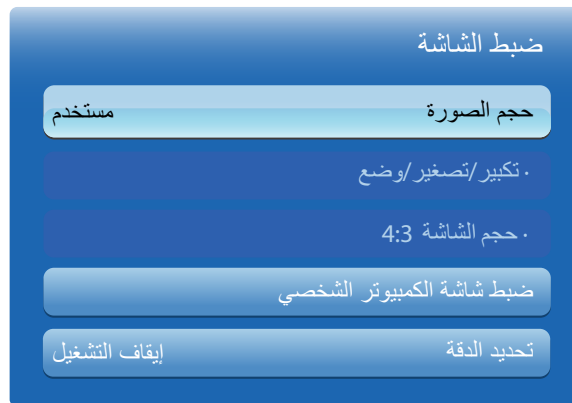 ضبط الشاشة
حجم الصورة مستخدم
· تكبير/تصغير/وضع
· حجم الشاشة 4:3
ضبط شاشة الكمبيوتر الشخصي
تحديد الدقة إيقاف التشغيل